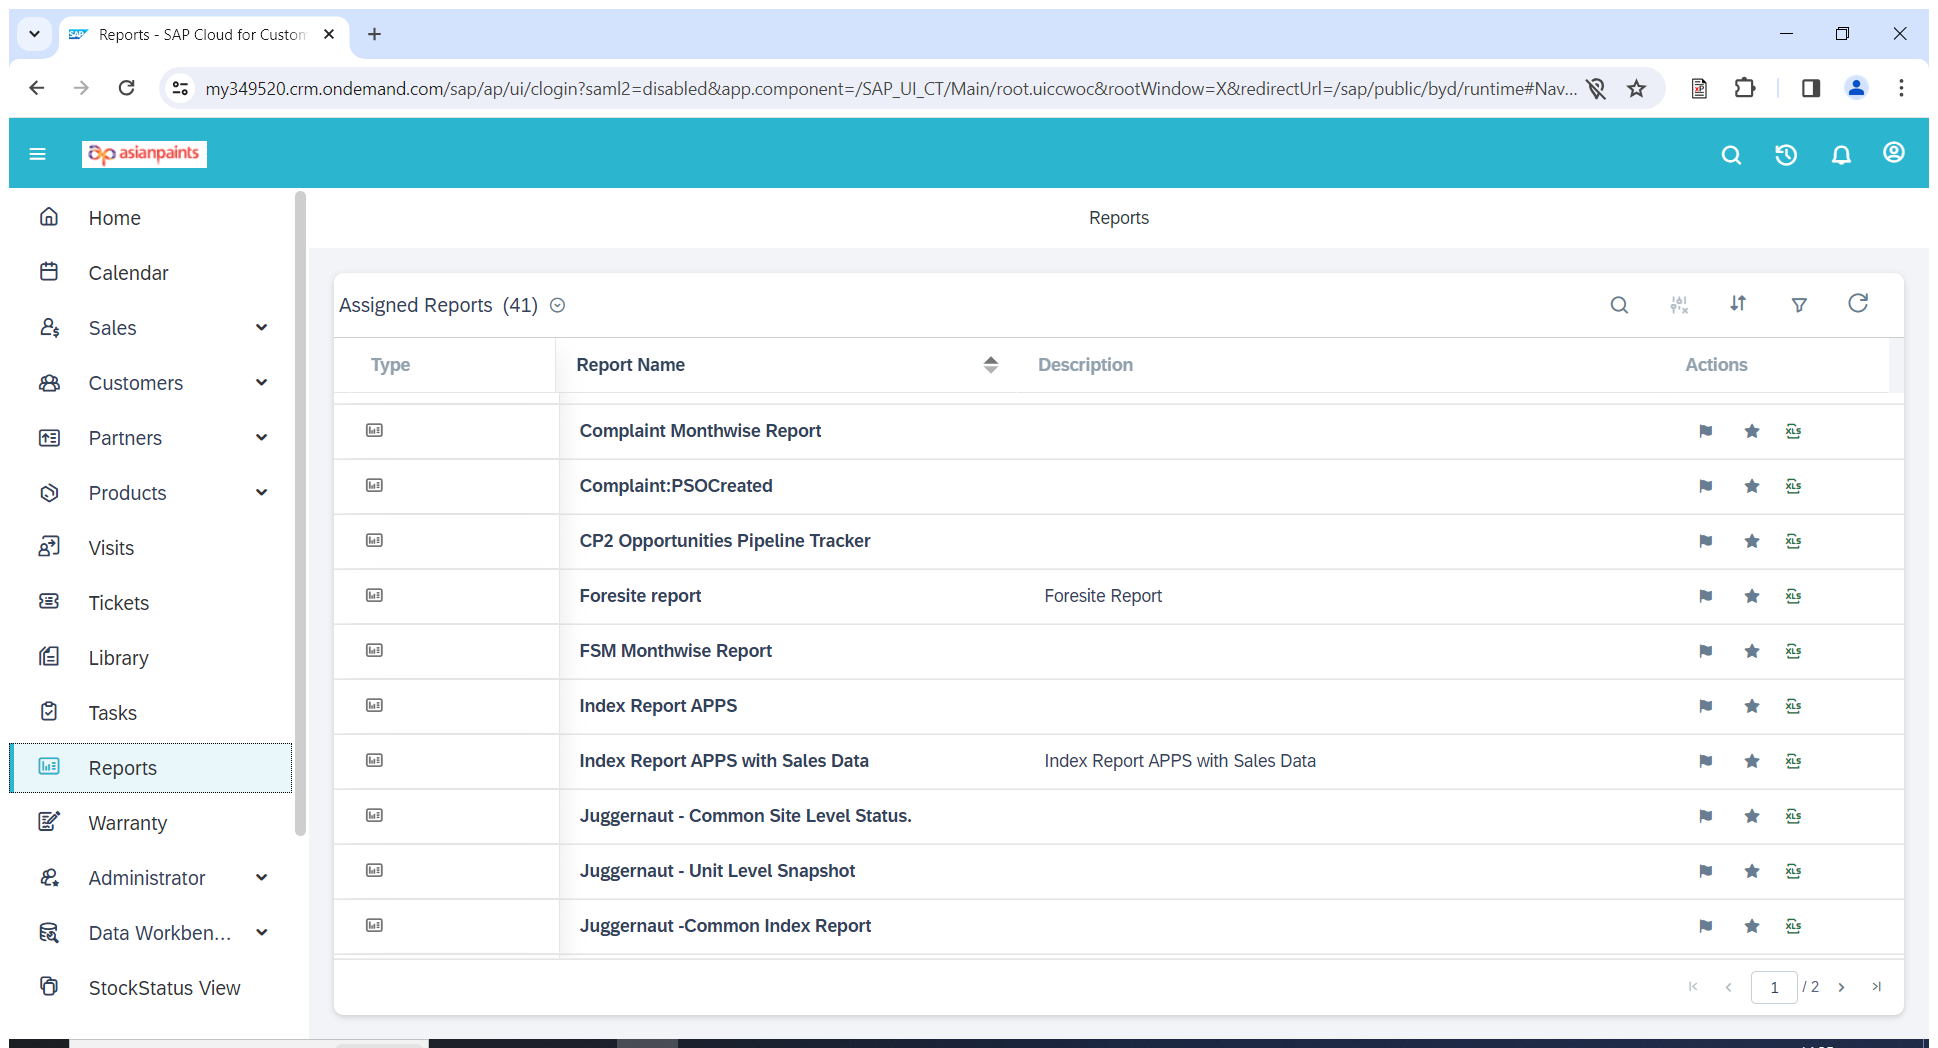 Reports - SAP Cloud for Custom
my349520.crm.ondemand.com/sap/ap/ui/clogin?saml2=disabled&app.component=/SAP_UI_CT/Main/root.uiccwoc&rootWindow=X&redirectUrl=/sap/public/byd/runtime#Nav...
asianpaints
Home
Calendar
Sales
Customers
Partners
Products
Visits
Tickets
Library
Tasks
Reports
Warranty
Administrator
Data Workben...
StockStatus View
Reports
Assigned Reports (41)
Type Report Name Description Actions
Complaint Monthwise Report XLS
Complaint:PSOCreated XLS
CP2 Opportunities Pipeline Tracker XLS
Foresite report Foresite Report XLS
FSM Monthwise Report XLS
Index Report APPS XLS
Index Report APPS with Sales Data Index Report APPS with Sales Data XLS
Juggernaut - Common Site Level Status. XLS
Juggernaut - Unit Level Snapshot XLS
Juggernaut -Common Index Report XLS
1 / 2